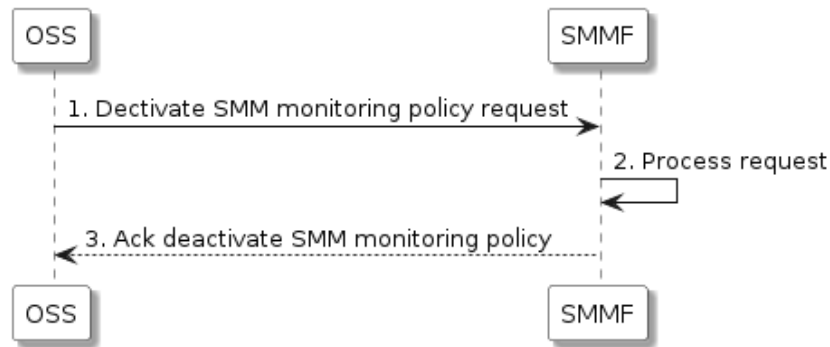 OSS
SMMF
1. Dectivate SMM monitoring policy request
2. Process request
3. Ack deactivate SMM monitoring policy
OSS
SMMF